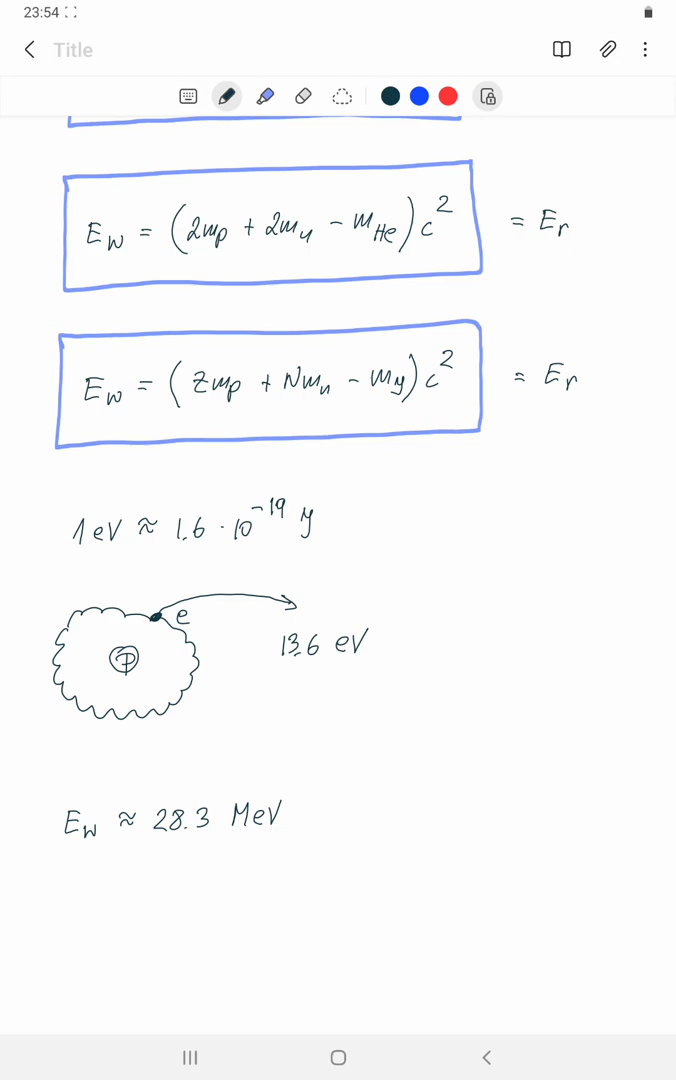 23:54
Title
E_w = (2m_p + 2m_n - m_He) c^2 = E_r
E_w = (Zm_p + Nm_n - m_y) c^2 = E_r
1 eV ≈ 1.6 · 10^-19 y
e
P
13.6 eV
E_w ≈ 28.3 MeV